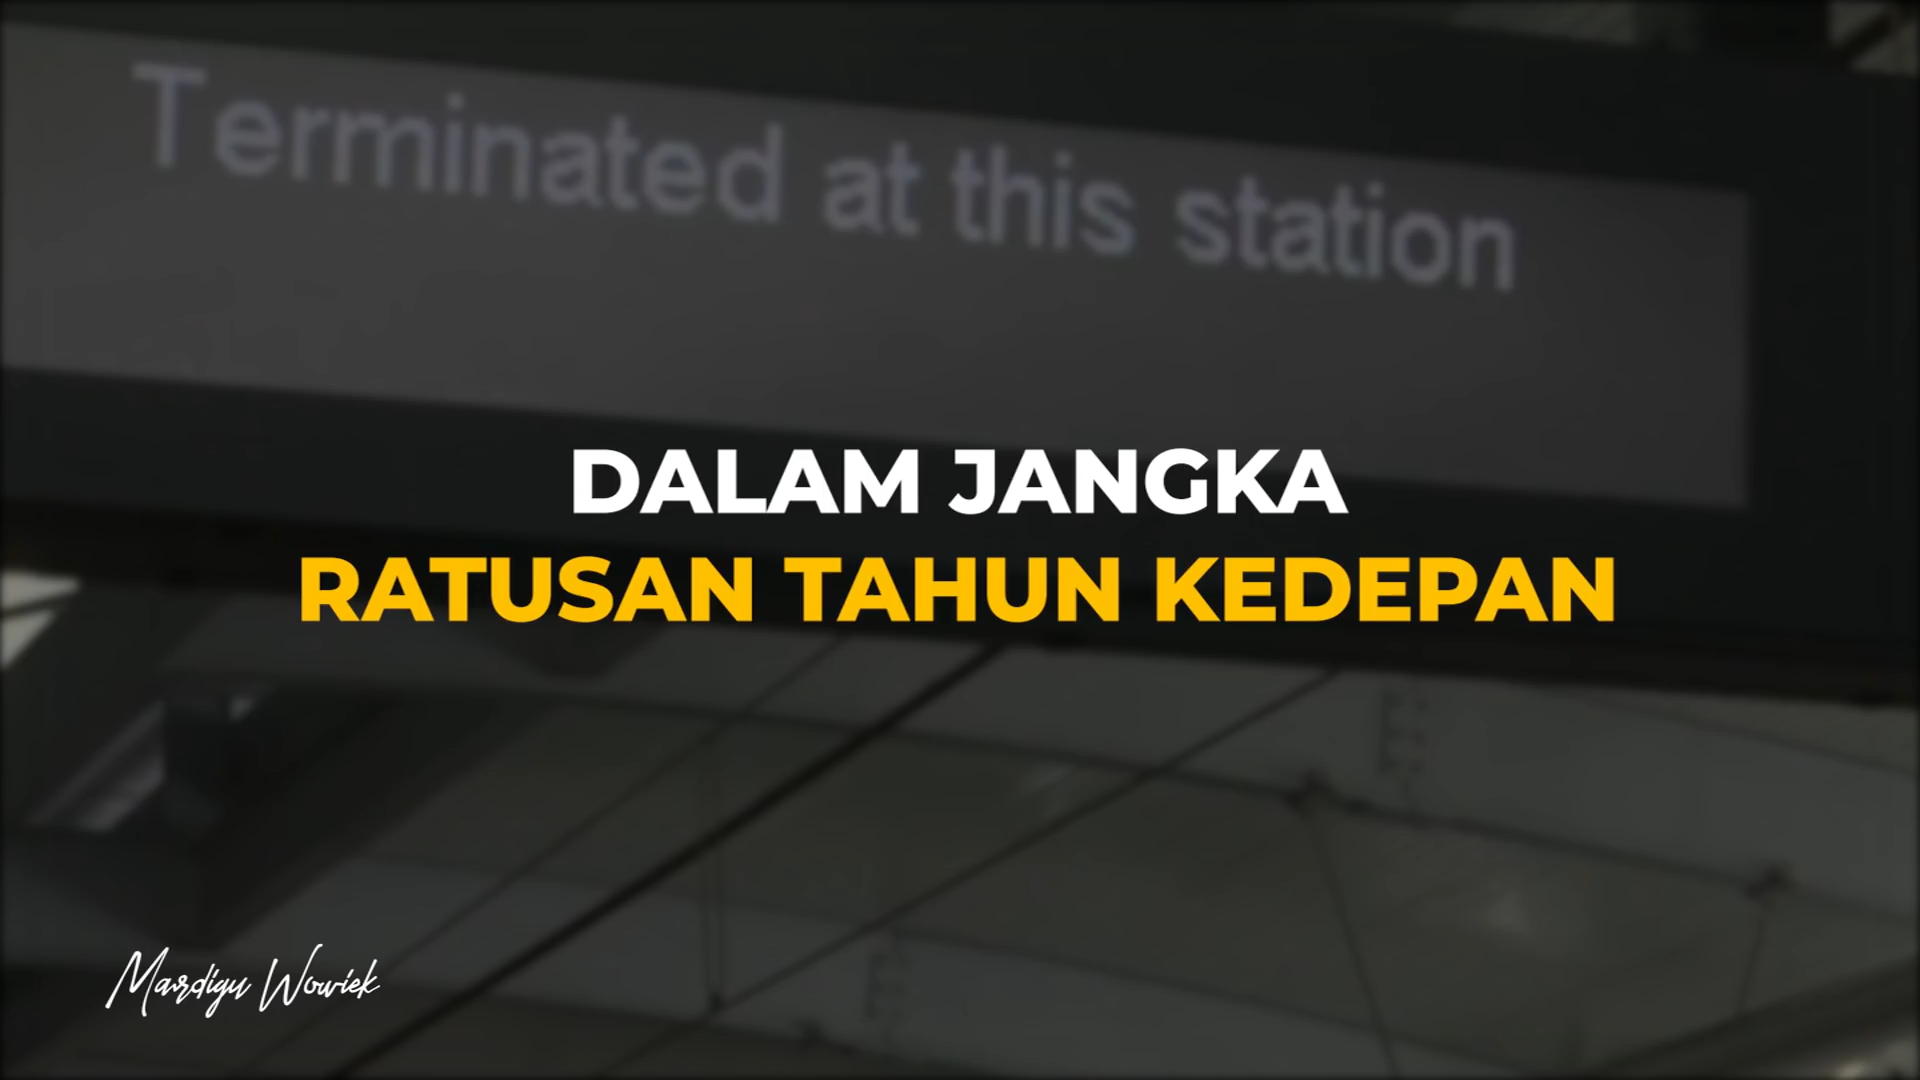 Terminated at this station
DALAM JANGKA
RATUSAN TAHUN KEDEPAN
Mardigu Wowiek